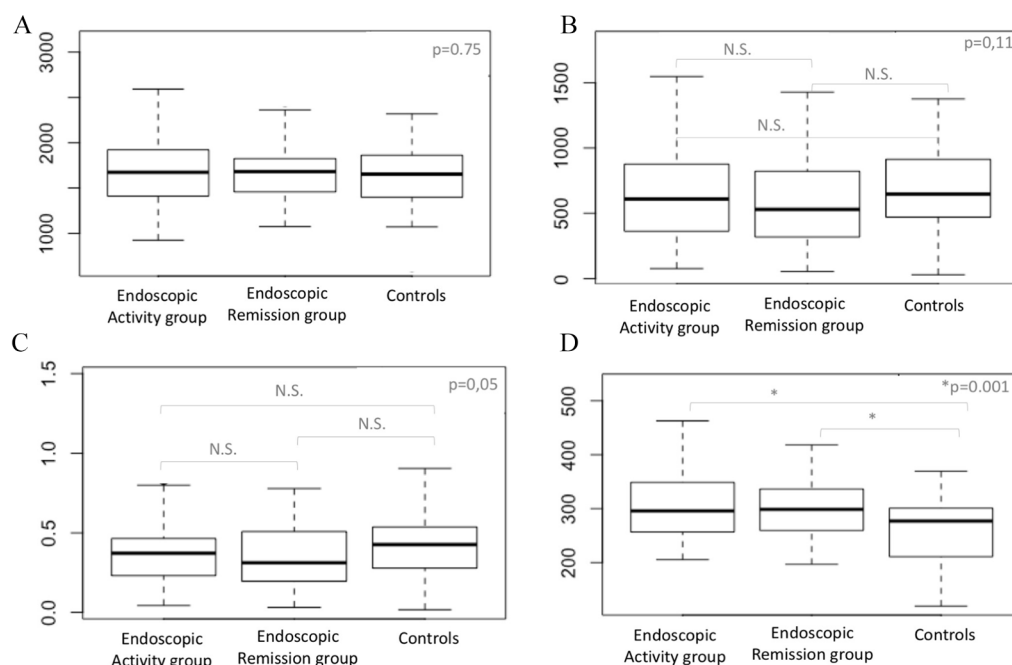 A
3000
2000
1000
p=0.75
Endoscopic
Activity group
Endoscopic
Remission group
Controls
B
1500
1000
500
0
p=0,11
N.S.
N.S.
N.S.
Endoscopic
Activity group
Endoscopic
Remission group
Controls
C
1.5
1.0
0.5
0.0
p=0,05
N.S.
N.S.
N.S.
Endoscopic
Activity group
Endoscopic
Remission group
Controls
D
500
400
300
200
*p=0.001
*
*
Endoscopic
Activity group
Endoscopic
Remission group
Controls